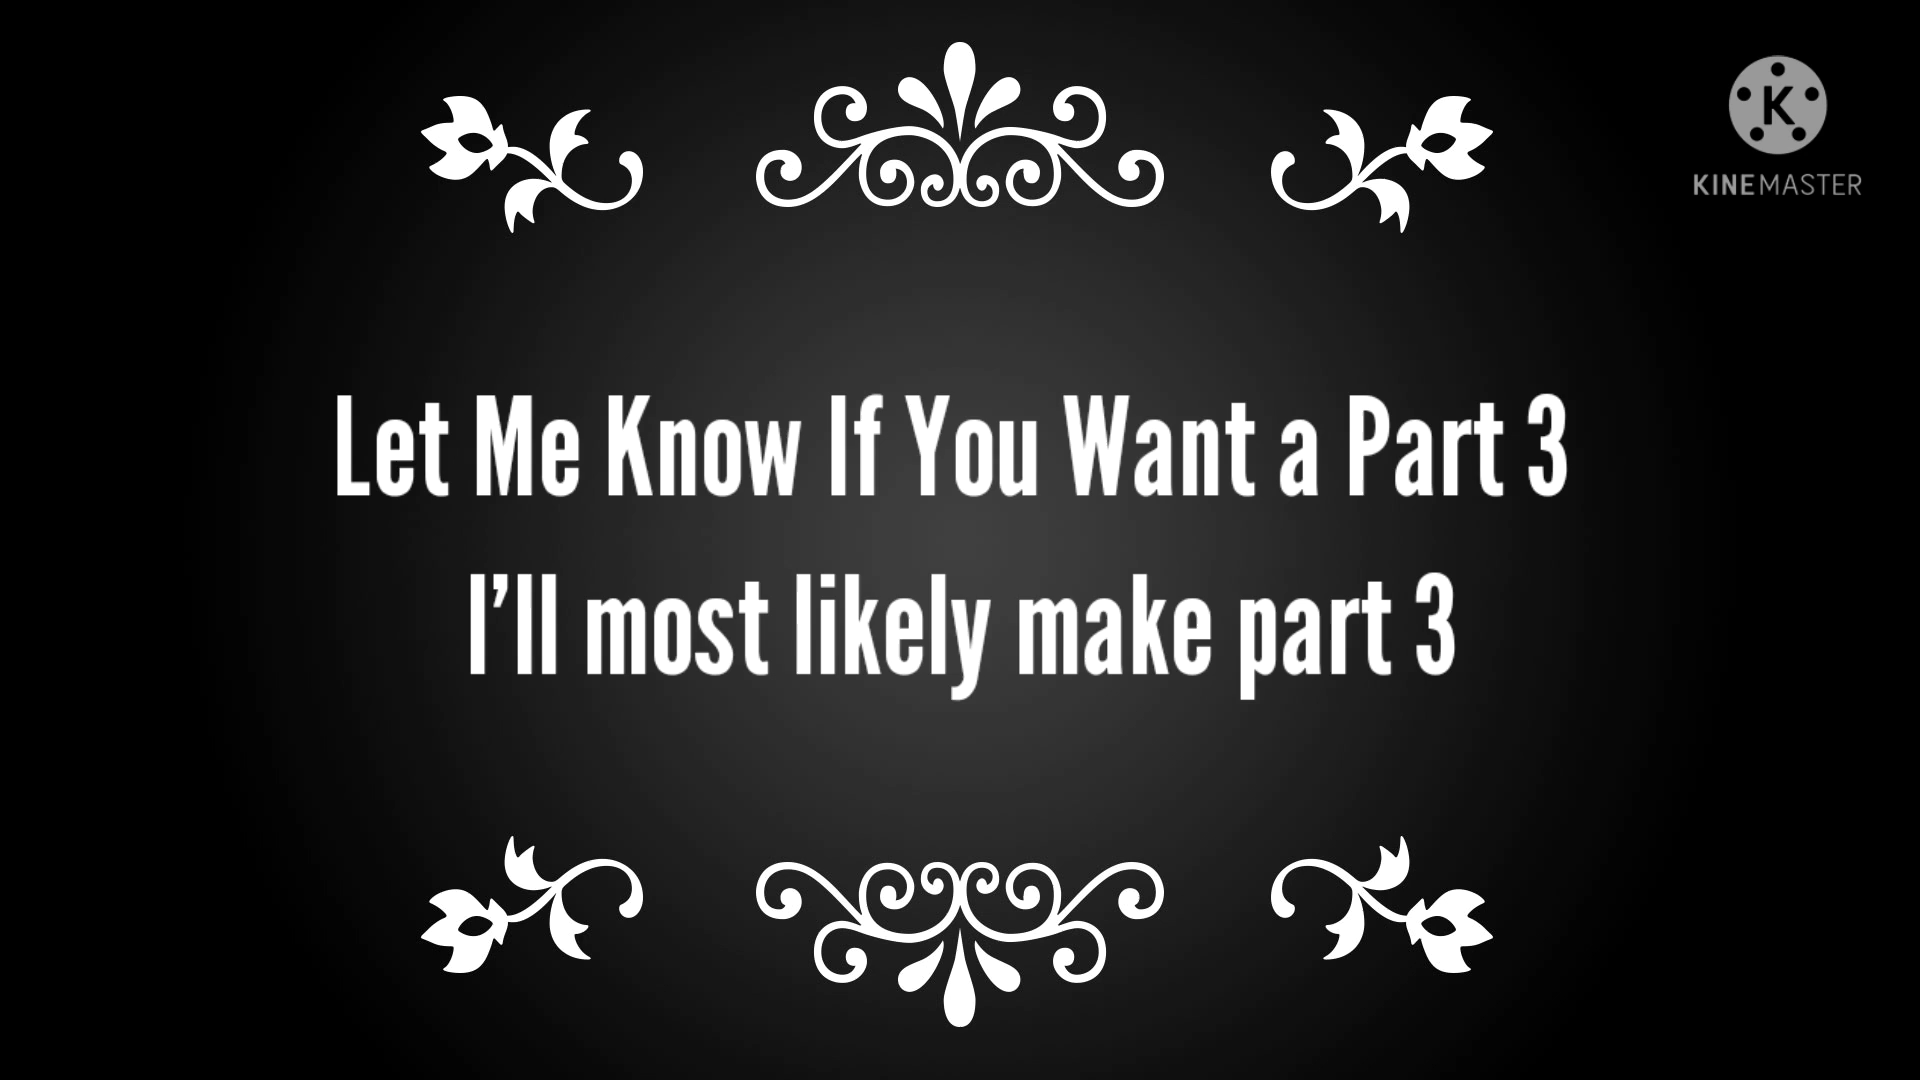 K
KINEMASTER
Let Me Know If You Want a Part 3
I’ll most likely make part 3